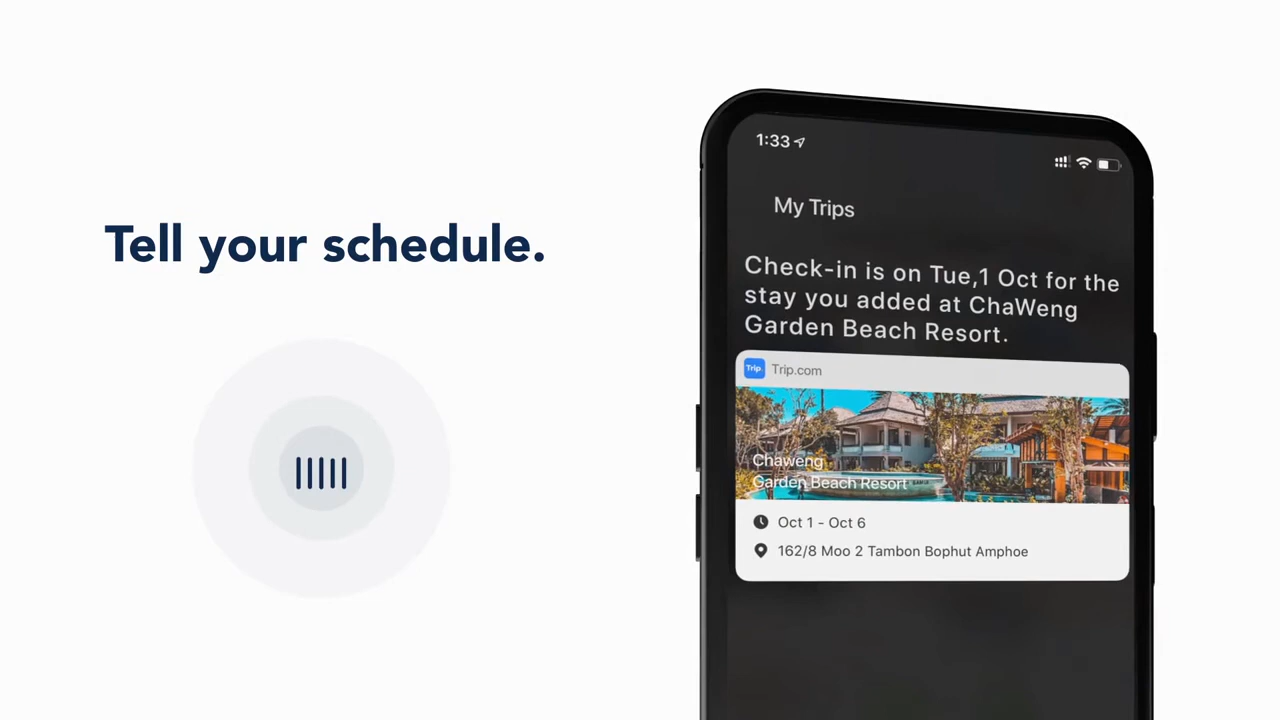 Tell your schedule.
1:33
My Trips
Check-in is on Tue,1 Oct for the
stay you added at ChaWeng
Garden Beach Resort.
Trip.
Trip.com
Chaweng
Garden Beach Resort
Oct 1 - Oct 6
162/8 Moo 2 Tambon Bophut Amphoe